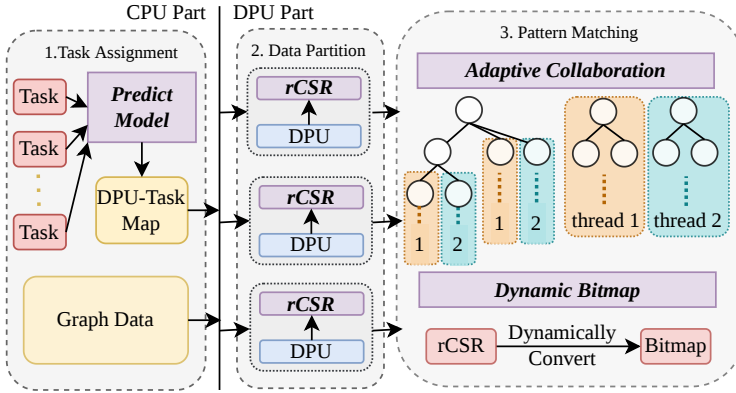 CPU Part
DPU Part
1.Task Assignment
Task
Task
Task
Predict
Model
DPU-Task
Map
Graph Data
2. Data Partition
rCSR
DPU
rCSR
DPU
rCSR
DPU
3. Pattern Matching
Adaptive Collaboration
1
2
1
2
thread 1
thread 2
Dynamic Bitmap
rCSR
Dynamically
Convert
Bitmap